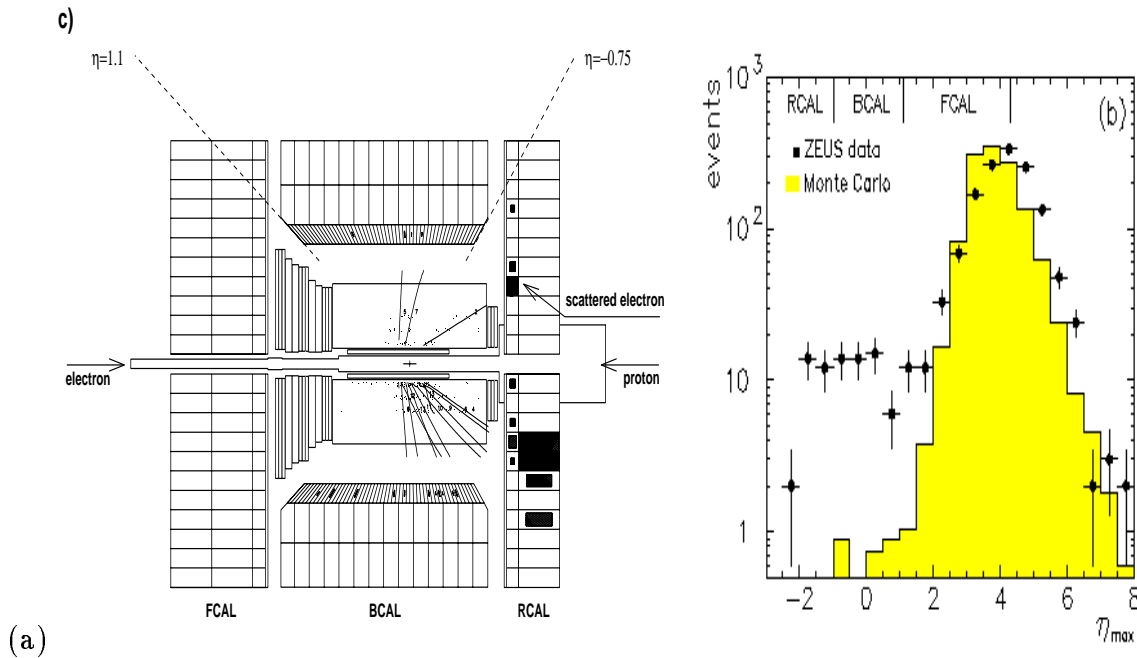 c)
η=1.1
η=−0.75
scattered electron
electron
proton
FCAL
BCAL
RCAL
(a)
events
10³
10²
10
1
RCAL
BCAL
FCAL
(b)
ZEUS data
Monte Carlo
−2
0
2
4
6
8
ηmax